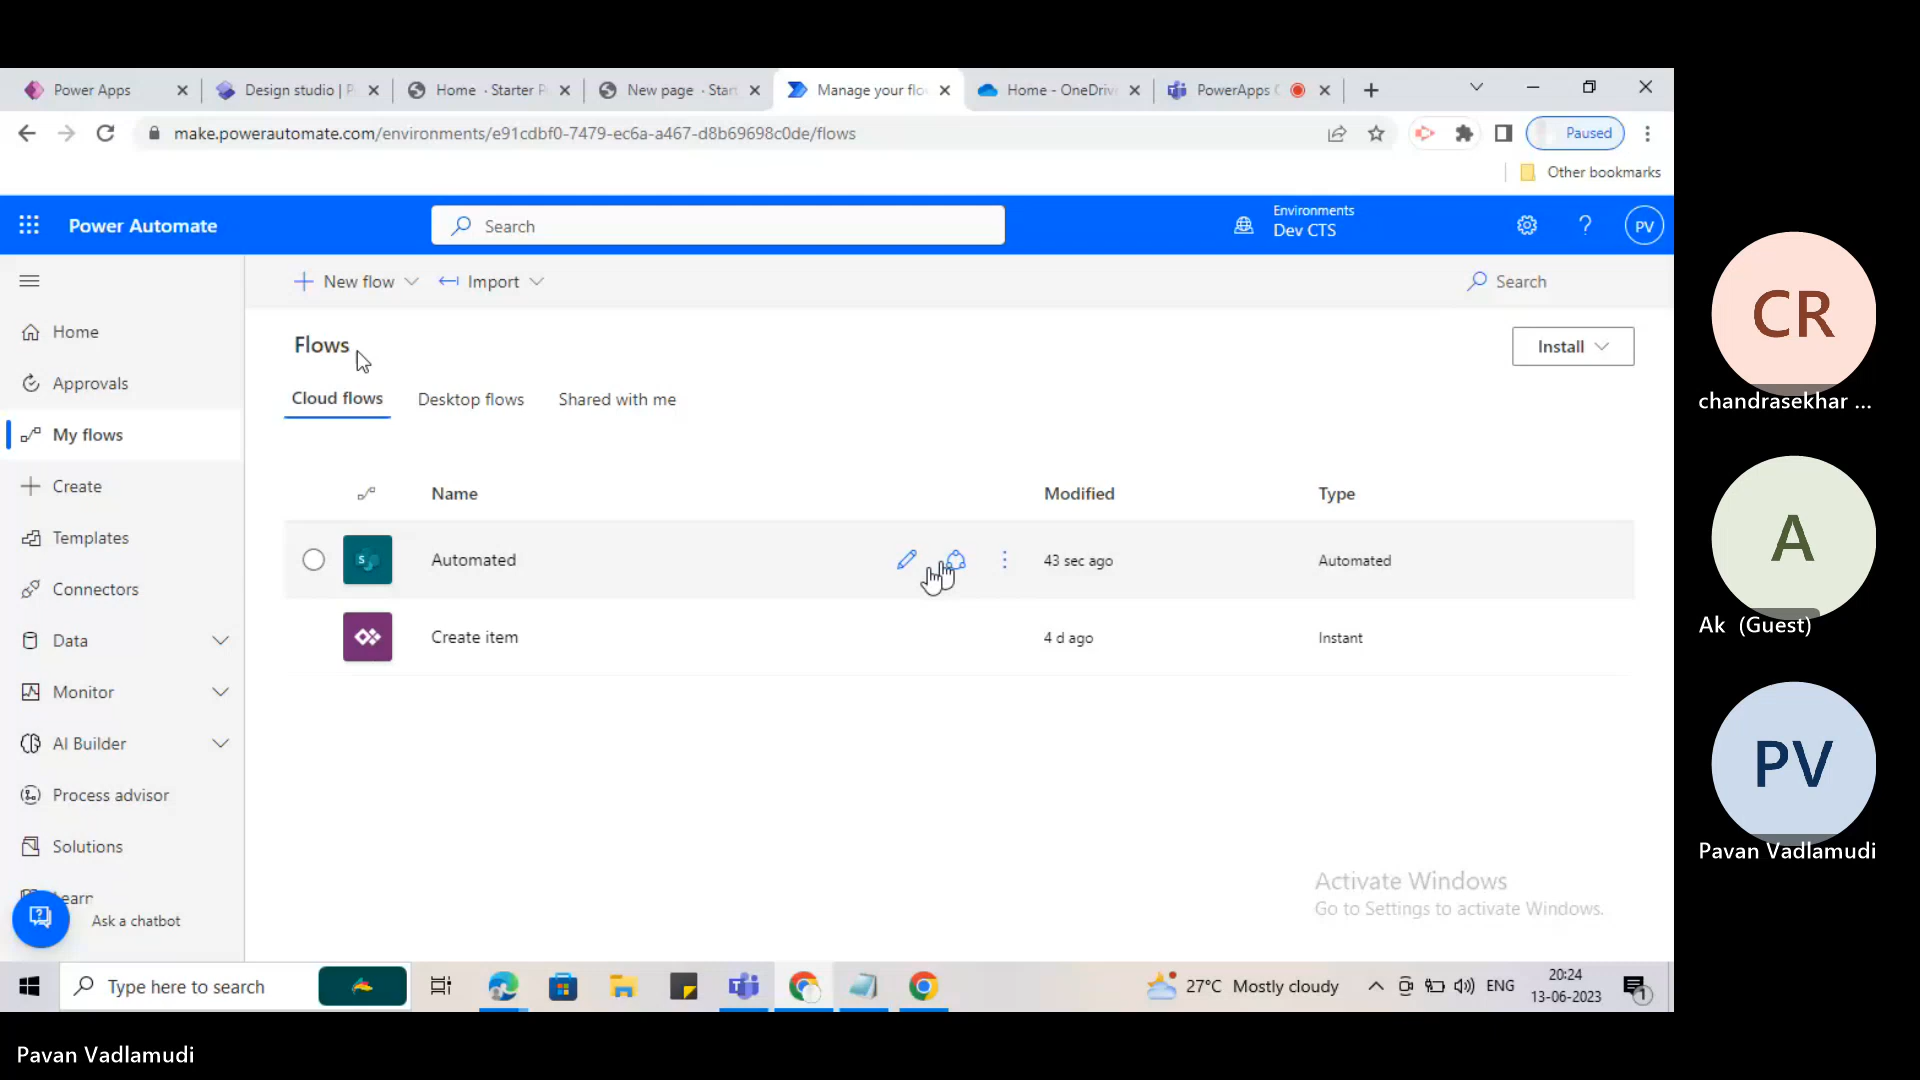 Power Apps
Design studio | P
Home · Starter P
New page · Start
Manage your flo
Home - OneDriv
PowerApps
make.powerautomate.com/environments/e91cdbf0-7479-ec6a-a467-d8b69698c0de/flows
Paused
Other bookmarks
Power Automate
Search
Environments
Dev CTS
PV
New flow
Import
Search
Home
Approvals
My flows
Create
Templates
Connectors
Data
Monitor
AI Builder
Process advisor
Solutions
earn
Ask a chatbot
Flows
Install
Cloud flows
Desktop flows
Shared with me
Name
Modified
Type
S
Automated
43 sec ago
Automated
Create item
4 d ago
Instant
Activate Windows
Go to Settings to activate Windows.
Type here to search
27°C Mostly cloudy
ENG
20:24
13-06-2023
1
CR
chandrasekhar ...
A
Ak (Guest)
PV
Pavan Vadlamudi
Pavan Vadlamudi